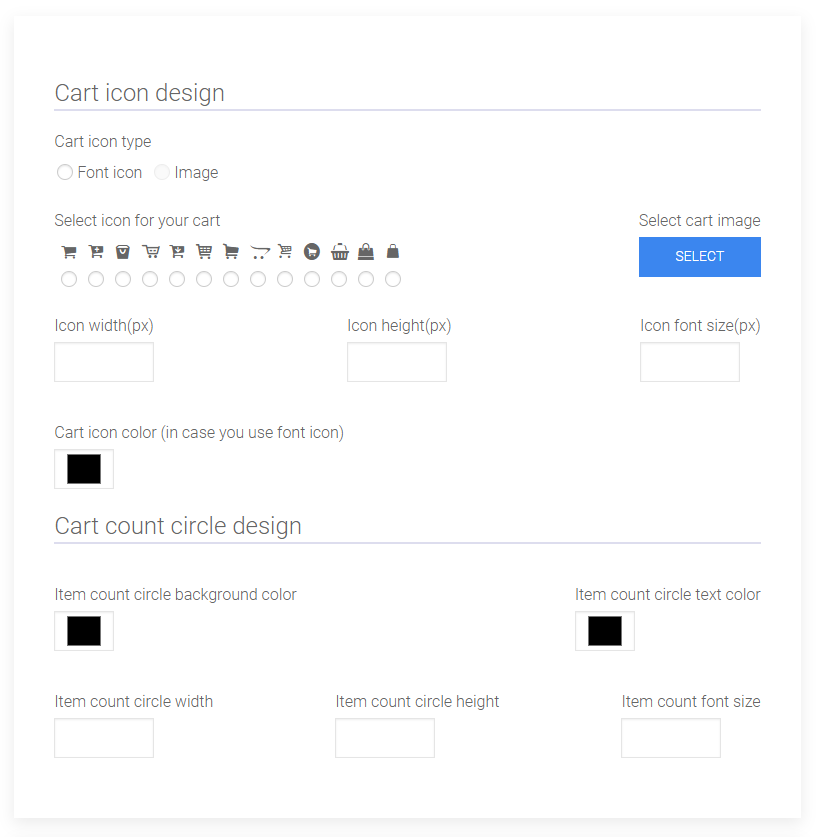 Cart icon design
Cart icon type
Font icon Image
Select icon for your cart Select cart image
SELECT
Icon width(px) Icon height(px) Icon font size(px)
Cart icon color (in case you use font icon)
Cart count circle design
Item count circle background color Item count circle text color
Item count circle width Item count circle height Item count font size